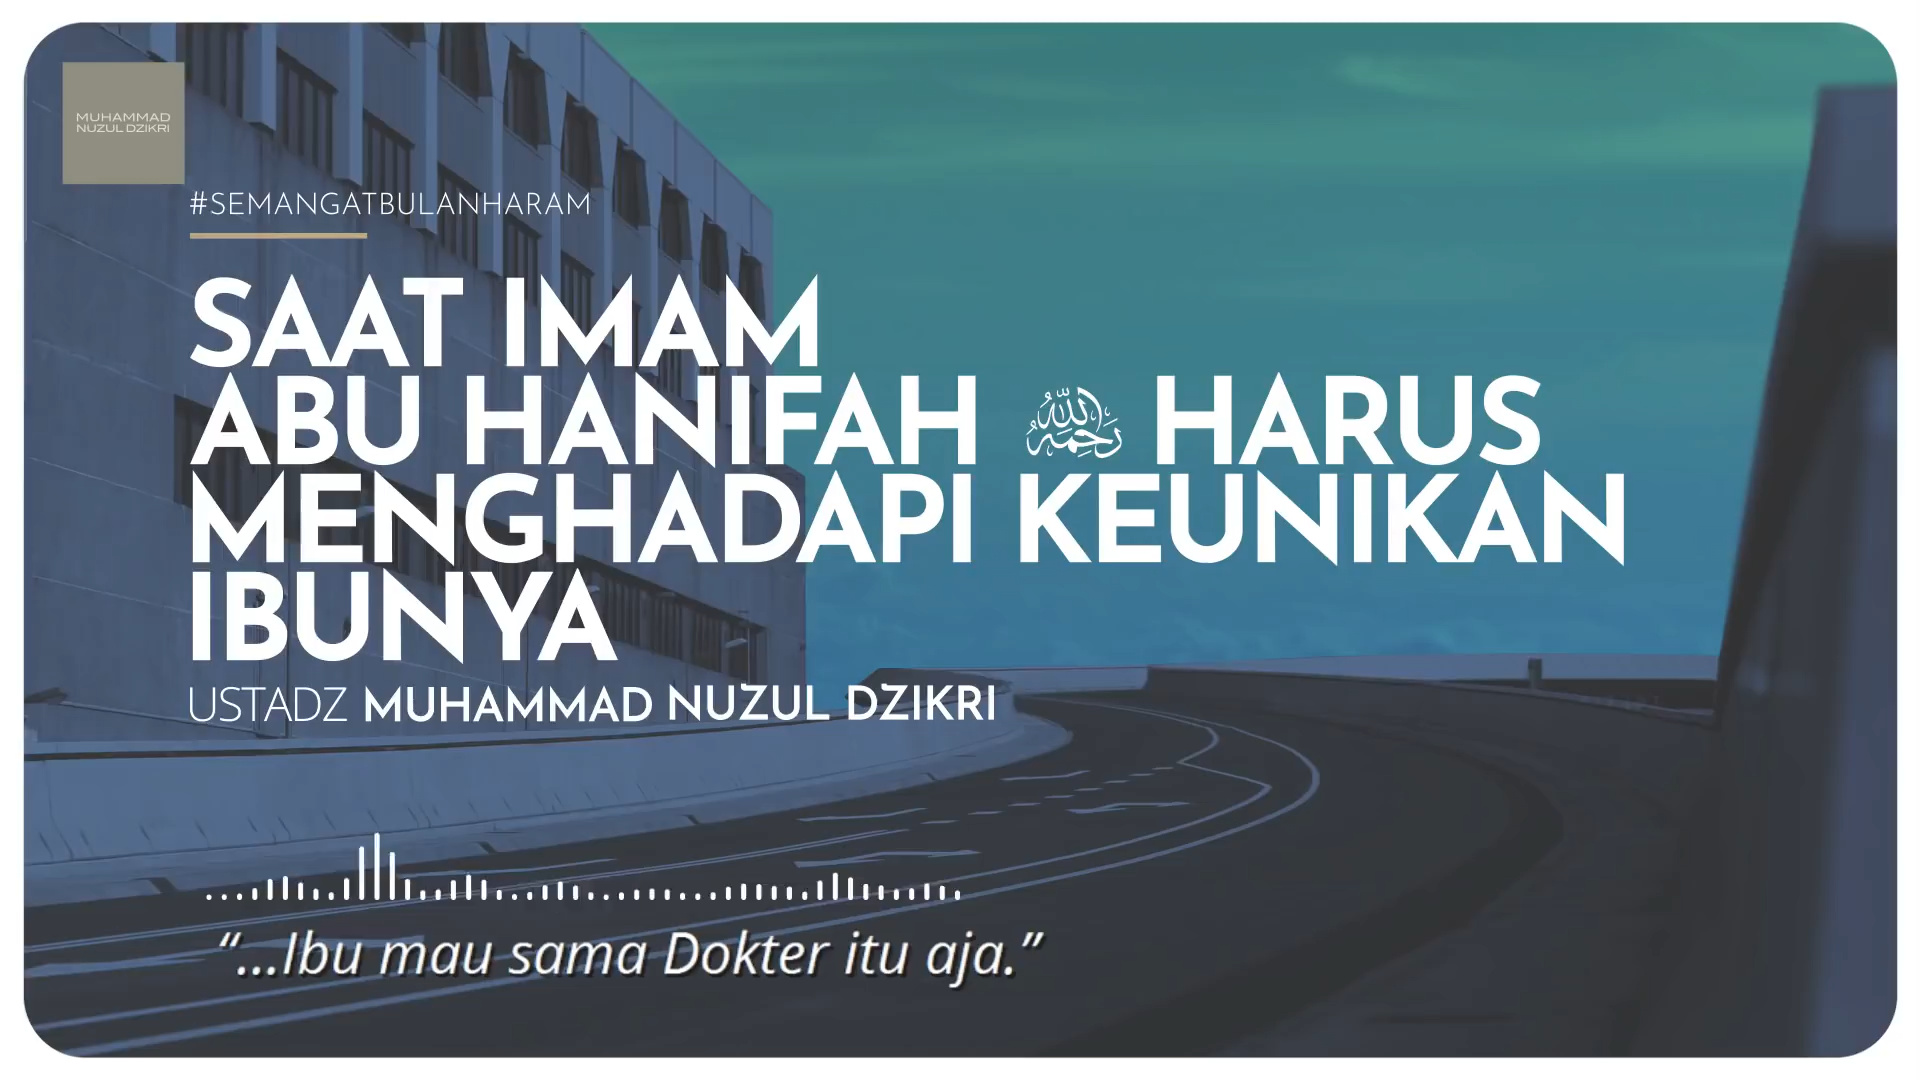 MUHAMMAD
NUZUL DZIKRI
#SEMANGATBULANHARAM
SAAT IMAM
ABU HANIFAH رحمه الله HARUS
MENGHADAPI KEUNIKAN
IBUNYA
USTADZ MUHAMMAD NUZUL DZIKRI
“...Ibu mau sama Dokter itu aja.”